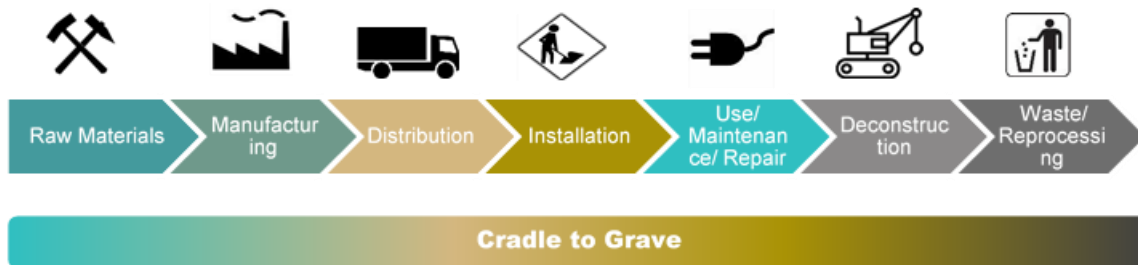 Raw Materials
Manufactur
ing
Distribution
Installation
Use/
Maintenan
ce/ Repair
Deconstruc
tion
Waste/
Reprocessi
ng
Cradle to Grave